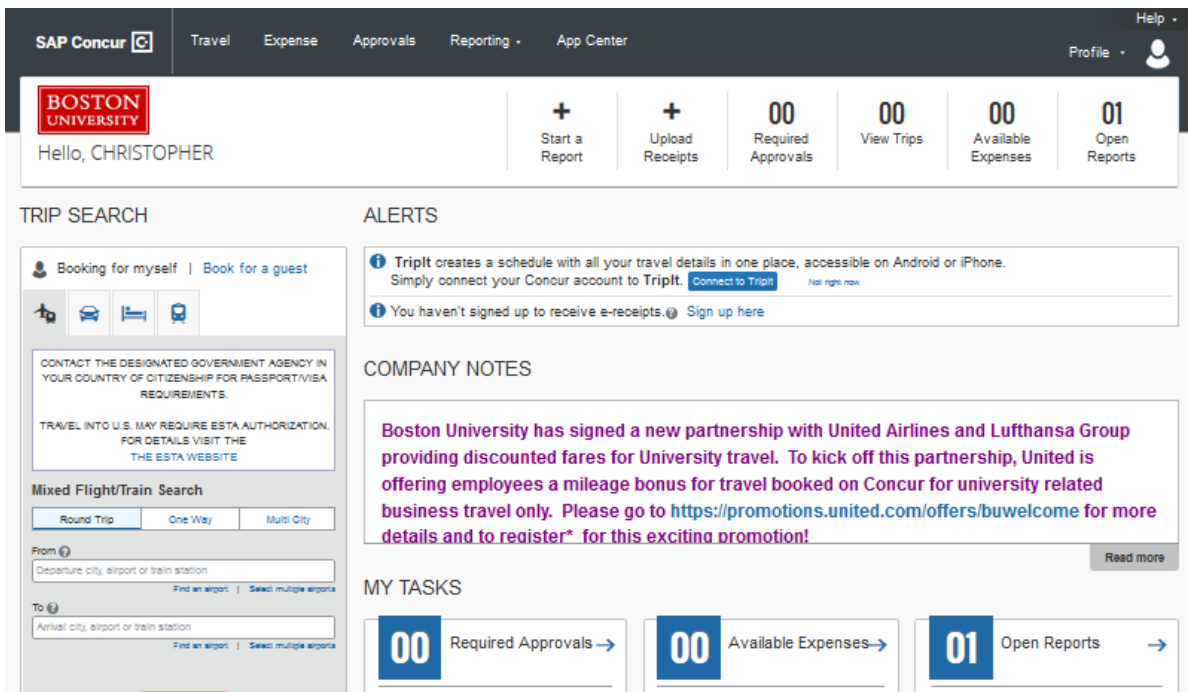 Help
SAP Concur C
Travel
Expense
Approvals
Reporting
App Center
Profile
BOSTON
UNIVERSITY
Hello, CHRISTOPHER
+
Start a
Report
+
Upload
Receipts
00
Required
Approvals
00
View Trips
00
Available
Expenses
01
Open
Reports
TRIP SEARCH
Booking for myself | Book for a guest
CONTACT THE DESIGNATED GOVERNMENT AGENCY IN
YOUR COUNTRY OF CITIZENSHIP FOR PASSPORT/VISA
REQUIREMENTS.
TRAVEL INTO U.S. MAY REQUIRE ESTA AUTHORIZATION.
FOR DETAILS VISIT THE
THE ESTA WEBSITE
Mixed Flight/Train Search
Round Trip
One Way
Multi City
From ?
Departure city, airport or train station
Find an airport | Select multiple airports
To ?
Arrival city, airport or train station
Find an airport | Select multiple airports
ALERTS
TripIt creates a schedule with all your travel details in one place, accessible on Android or iPhone.
Simply connect your Concur account to TripIt. Connect to TripIt Not right now
You haven't signed up to receive e-receipts. ? Sign up here
COMPANY NOTES
Boston University has signed a new partnership with United Airlines and Lufthansa Group
providing discounted fares for University travel. To kick off this partnership, United is
offering employees a mileage bonus for travel booked on Concur for university related
business travel only. Please go to https://promotions.united.com/offers/buwelcome for more
details and to register* for this exciting promotion!
Read more
MY TASKS
00 Required Approvals →
00 Available Expenses →
01 Open Reports →